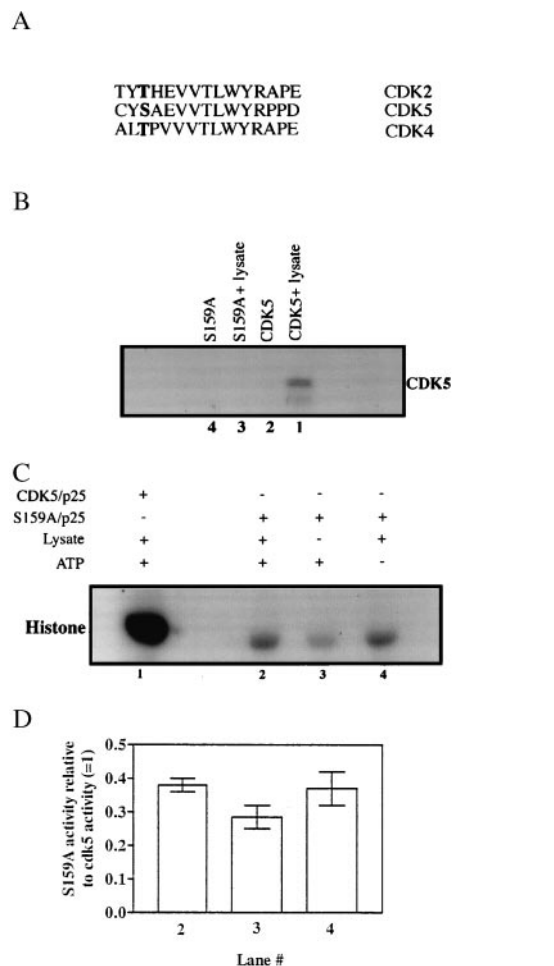 A
TYTHEVVTLWYRAPE CDK2
CYSAEVVTLWYRPPD CDK5
ALTPVVVTLWYRAPE CDK4
B
S159A
S159A + lysate
CDK5
CDK5+ lysate
CDK5
4 3 2 1
C
CDK5/p25 + - - -
S159A/p25 - + + +
Lysate + + - +
ATP + + + -
Histone
1 2 3 4
D
S159A activity relative
to cdk5 activity (=1)
0.5
0.4
0.3
0.2
0.1
0.0
2 3 4
Lane #